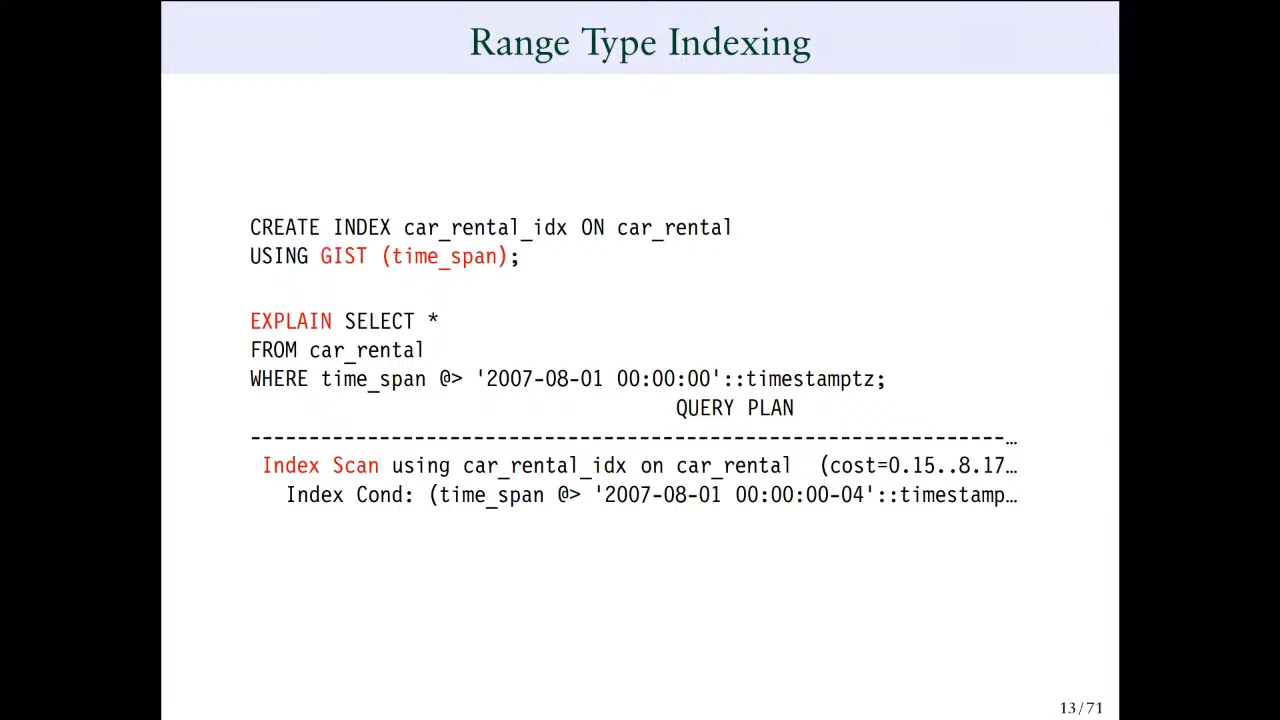 Range Type Indexing
CREATE INDEX car_rental_idx ON car_rental
USING GIST (time_span);
EXPLAIN SELECT *
FROM car_rental
WHERE time_span @> '2007-08-01 00:00:00'::timestamptz;
QUERY PLAN
----------------------------------------------------------------…
Index Scan using car_rental_idx on car_rental  (cost=0.15..8.17…
Index Cond: (time_span @> '2007-08-01 00:00:00-04'::timestamp…
13/71